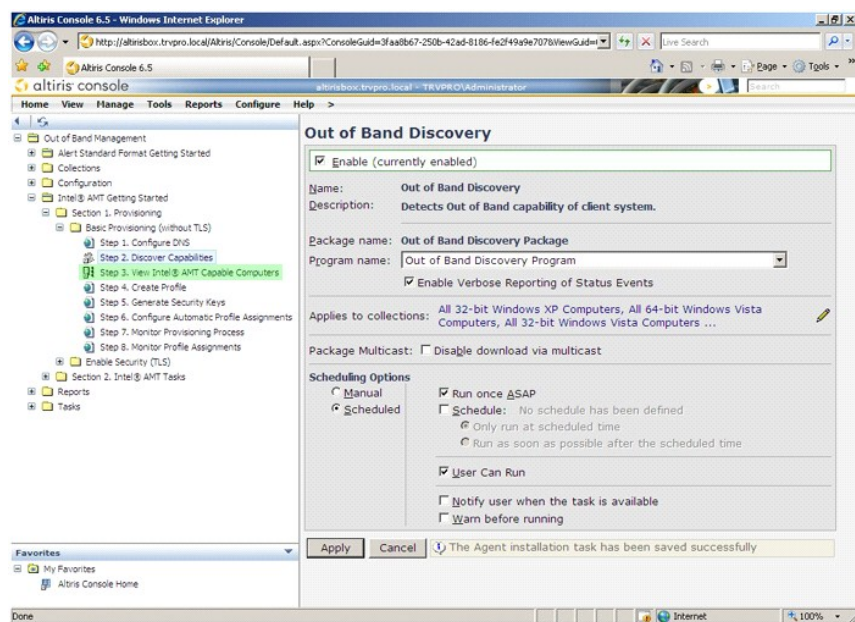 Altiris Console 6.5 - Windows Internet Explorer
http://altirisbox.trvpro.local/Altiris/Console/Default.aspx?ConsoleGuid=3faa8b67-250b-42ad-8186-fe2f49a9e707&ViewGuid=
Live Search
Altiris Console 6.5
Page
Tools
altiris console
altirisbox.trvpro.local - TRVPRO\Administrator
Search
Home View Manage Tools Reports Configure Help >
Out of Band Management
Alert Standard Format Getting Started
Collections
Configuration
Intel® AMT Getting Started
Section 1. Provisioning
Basic Provisioning (without TLS)
Step 1. Configure DNS
Step 2. Discover Capabilities
Step 3. View Intel® AMT Capable Computers
Step 4. Create Profile
Step 5. Generate Security Keys
Step 6. Configure Automatic Profile Assignments
Step 7. Monitor Provisioning Process
Step 8. Monitor Profile Assignments
Enable Security (TLS)
Section 2. Intel® AMT Tasks
Reports
Tasks
Favorites
My Favorites
Altiris Console Home
Out of Band Discovery
Enable (currently enabled)
Name: Out of Band Discovery
Description: Detects Out of Band capability of client system.
Package name: Out of Band Discovery Package
Program name: Out of Band Discovery Program
Enable Verbose Reporting of Status Events
Applies to collections: All 32-bit Windows XP Computers, All 64-bit Windows Vista
Computers, All 32-bit Windows Vista Computers ...
Package Multicast: Disable download via multicast
Scheduling Options
Manual
Scheduled
Run once ASAP
Schedule: No schedule has been defined
Only run at scheduled time
Run as soon as possible after the scheduled time
User Can Run
Notify user when the task is available
Warn before running
Apply Cancel The Agent installation task has been saved successfully
Done
Internet
100%